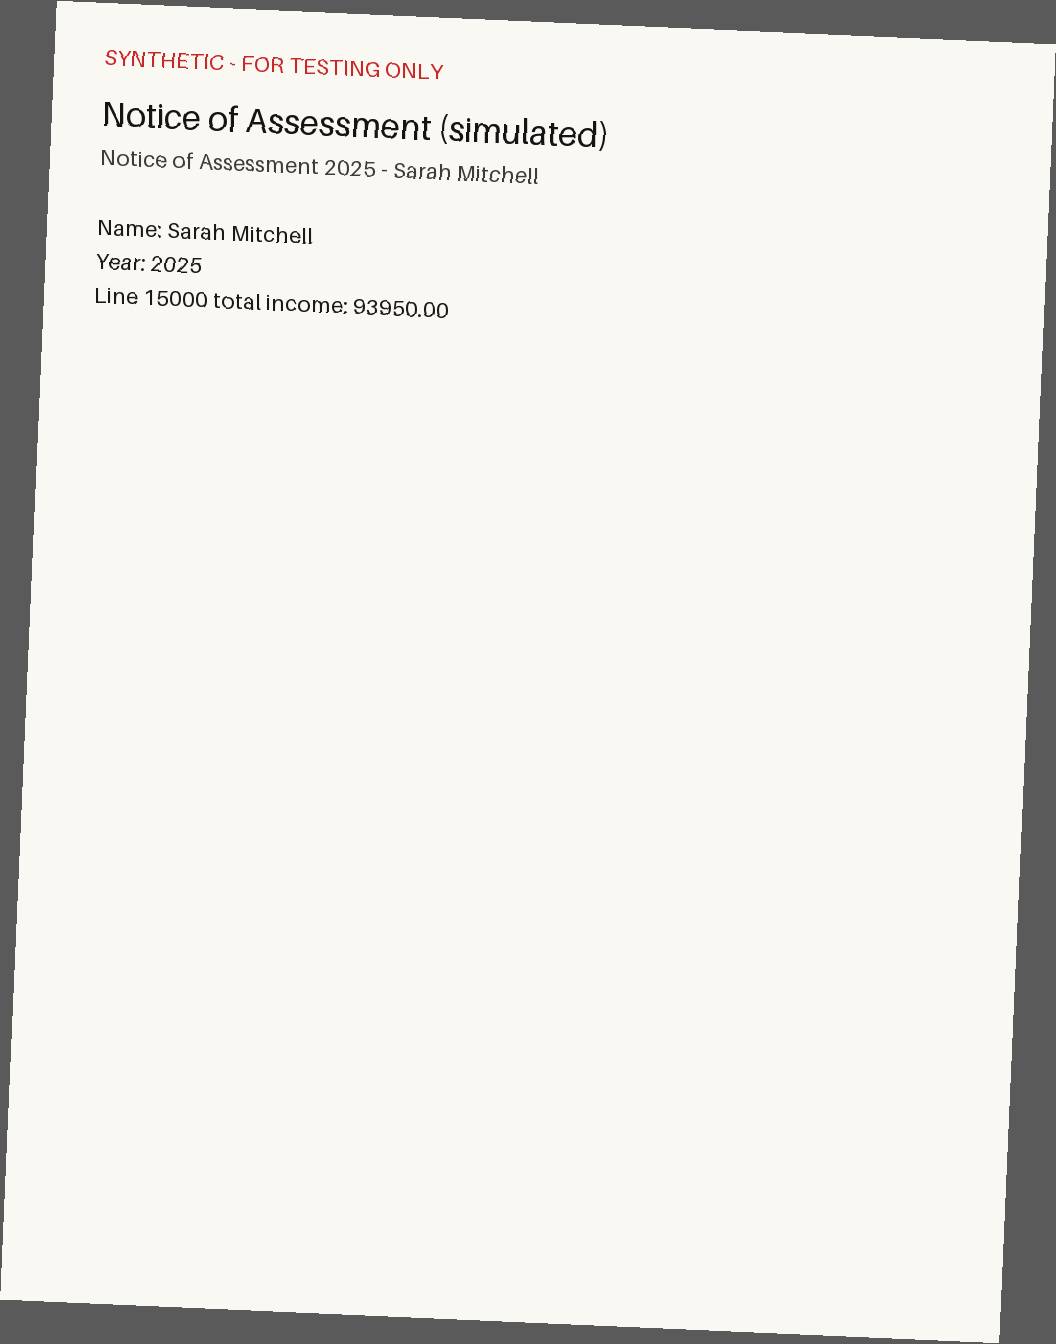 SYNTHETIC - FOR TESTING ONLY
Notice of Assessment (simulated)
Notice of Assessment 2025 - Sarah Mitchell
Name: Sarah Mitchell
Year: 2025
Line 15000 total income: 93950.00